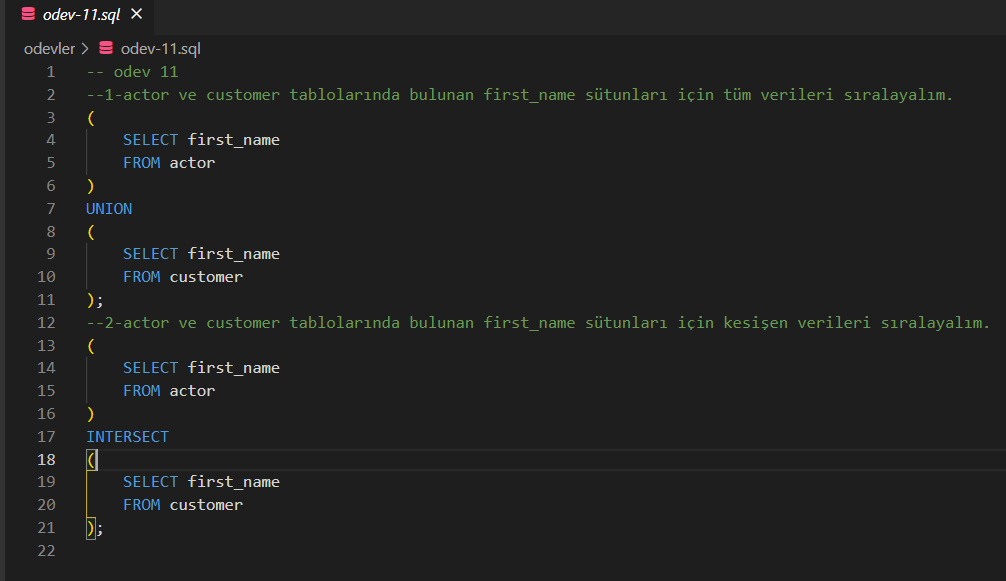 odev-11.sql
odevler > odev-11.sql
1 -- odev 11
2 --1-actor ve customer tablolarında bulunan first_name sütunları için tüm verileri sıralayalım.
3 (
4 SELECT first_name
5 FROM actor
6 )
7 UNION
8 (
9 SELECT first_name
10 FROM customer
11 );
12 --2-actor ve customer tablolarında bulunan first_name sütunları için kesişen verileri sıralayalım.
13 (
14 SELECT first_name
15 FROM actor
16 )
17 INTERSECT
18 (
19 SELECT first_name
20 FROM customer
21 );
22